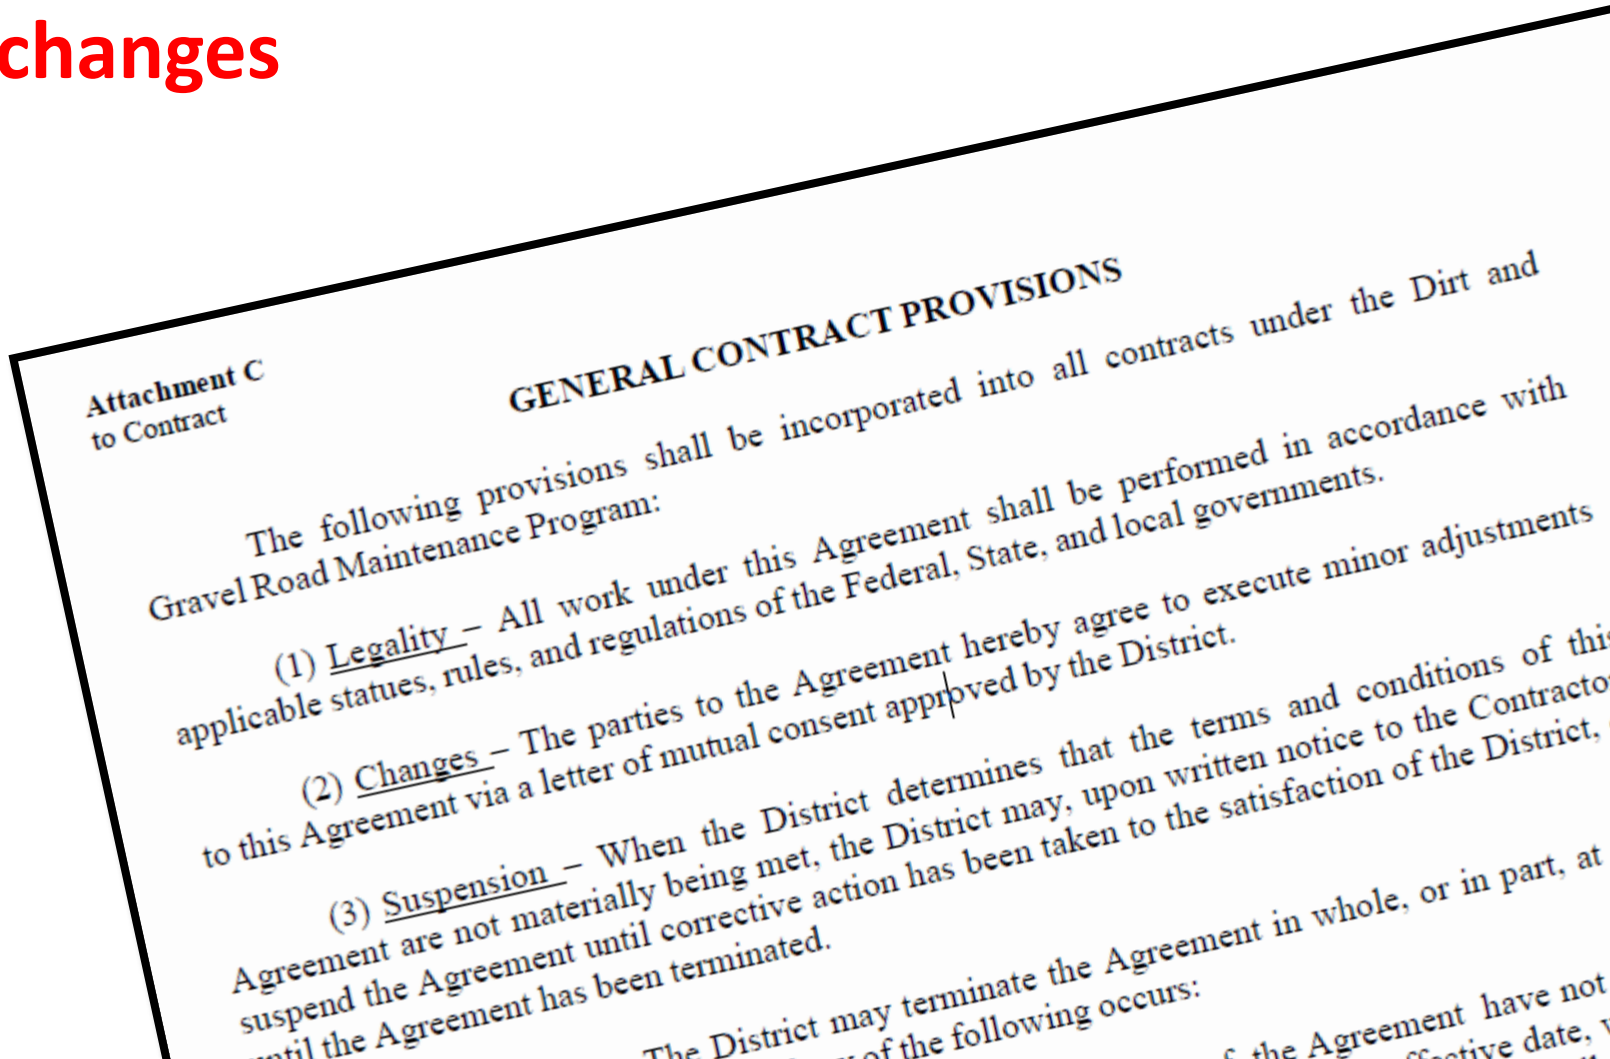 changes
Attachment C
to Contract
GENERAL CONTRACT PROVISIONS
The following provisions shall be incorporated into all contracts under the Dirt and
Gravel Road Maintenance Program:
(1) Legality – All work under this Agreement shall be performed in accordance with
applicable statues, rules, and regulations of the Federal, State, and local governments.
(2) Changes – The parties to the Agreement hereby agree to execute minor adjustments
to this Agreement via a letter of mutual consent approved by the District.
(3) Suspension – When the District determines that the terms and conditions of this
Agreement are not materially being met, the District may, upon written notice to the Contractor
suspend the Agreement until corrective action has been taken to the satisfaction of the District,
until the Agreement has been terminated.
The District may terminate the Agreement in whole, or in part, at
of the following occurs:
the Agreement have not
date,